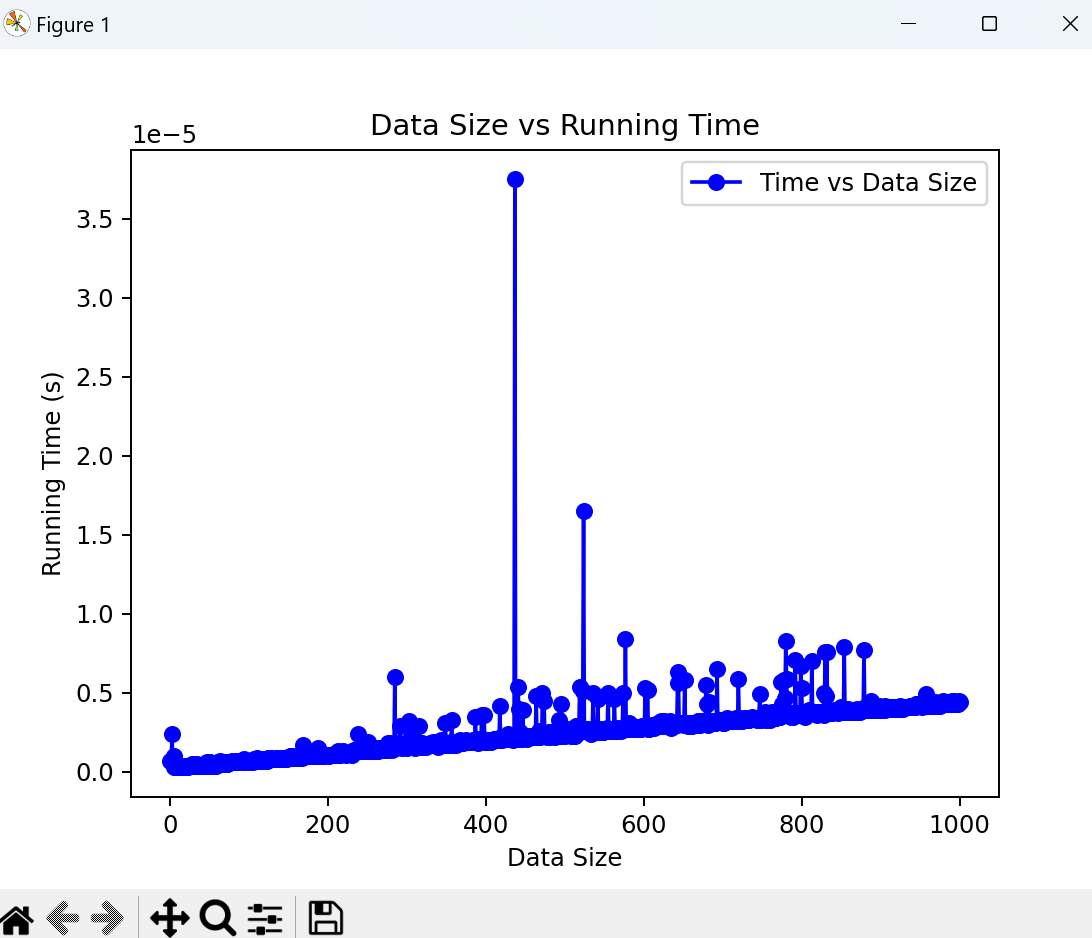 Figure 1
Data Size vs Running Time
1e−5
Time vs Data Size
3.5
3.0
2.5
2.0
1.5
1.0
0.5
0.0
Running Time (s)
0 200 400 600 800 1000
Data Size